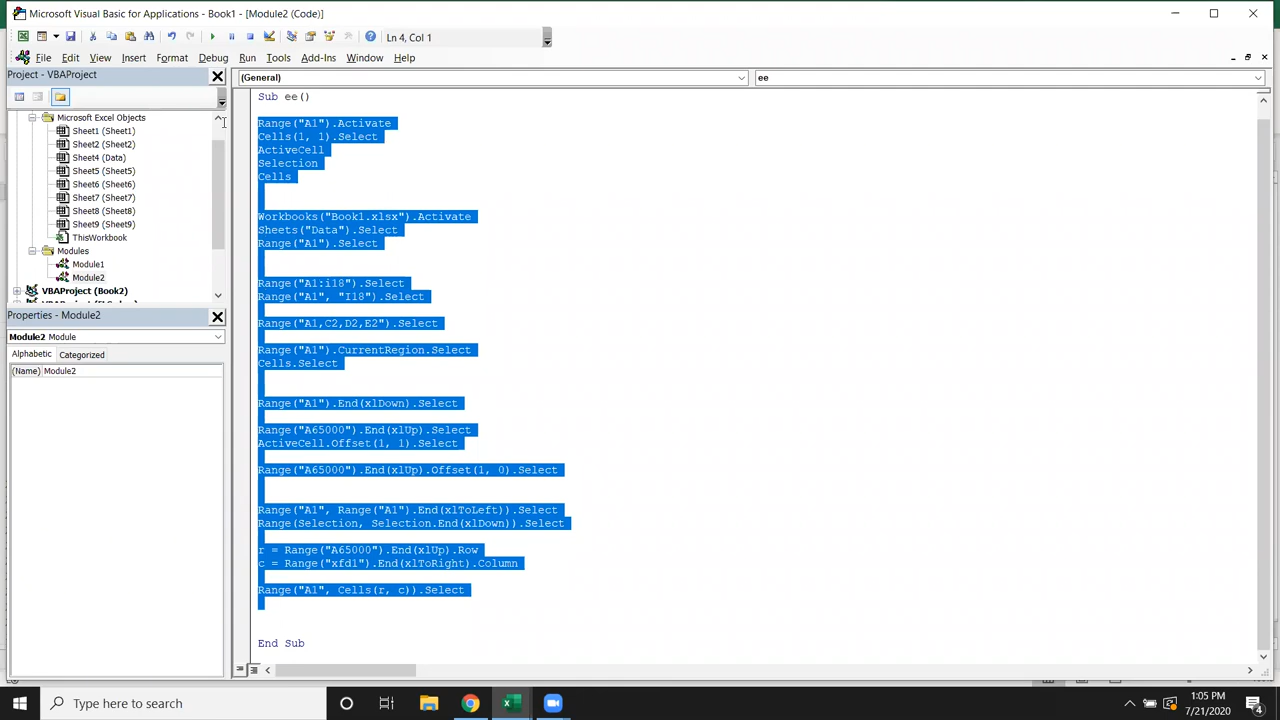 Microsoft Visual Basic for Applications - Book1 - [Module2 (Code)]
Ln 4, Col 1
File Edit View Insert Format Debug Run Tools Add-Ins Window Help
Project - VBAProject
Microsoft Excel Objects
Sheet1 (Sheet1)
Sheet2 (Sheet2)
Sheet4 (Data)
Sheet5 (Sheet5)
Sheet6 (Sheet6)
Sheet7 (Sheet7)
Sheet8 (Sheet8)
Sheet9 (Sheet9)
ThisWorkbook
Modules
Module1
Module2
VBAProject (Book2)
Properties - Module2
Module2 Module
Alphabetic Categorized
(Name) Module2
(General) ee
Sub ee()
Range("A1").Activate
Cells(1, 1).Select
ActiveCell
Selection
Cells
Workbooks("Book1.xlsx").Activate
Sheets("Data").Select
Range("A1").Select
Range("A1:i18").Select
Range("A1", "I18").Select
Range("A1,C2,D2,E2").Select
Range("A1").CurrentRegion.Select
Cells.Select
Range("A1").End(xlDown).Select
Range("A65000").End(xlUp).Select
ActiveCell.Offset(1, 1).Select
Range("A65000").End(xlUp).Offset(1, 0).Select
Range("A1", Range("A1").End(xlToLeft)).Select
Range(Selection, Selection.End(xlDown)).Select
r = Range("A65000").End(xlUp).Row
c = Range("xfd1").End(xlToRight).Column
Range("A1", Cells(r, c)).Select
End Sub
Type here to search
1:05 PM
7/21/2020
4